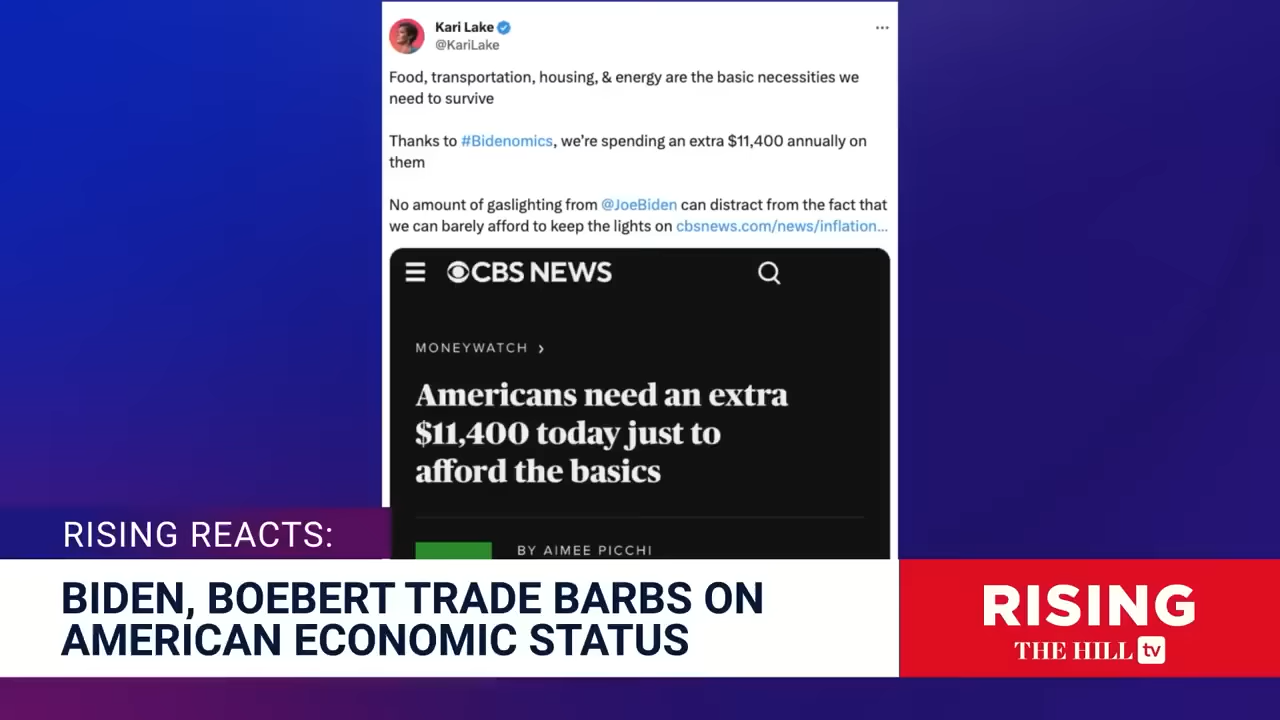 Kari Lake
@KariLake
Food, transportation, housing, & energy are the basic necessities we
need to survive
Thanks to #Bidenomics, we’re spending an extra $11,400 annually on
them
No amount of gaslighting from @JoeBiden can distract from the fact that
we can barely afford to keep the lights on cbsnews.com/news/inflation...
CBS NEWS
MONEYWATCH >
Americans need an extra
$11,400 today just to
afford the basics
BY AIMEE PICCHI
RISING REACTS:
BIDEN, BOEBERT TRADE BARBS ON
AMERICAN ECONOMIC STATUS
RISING
THE HILL tv